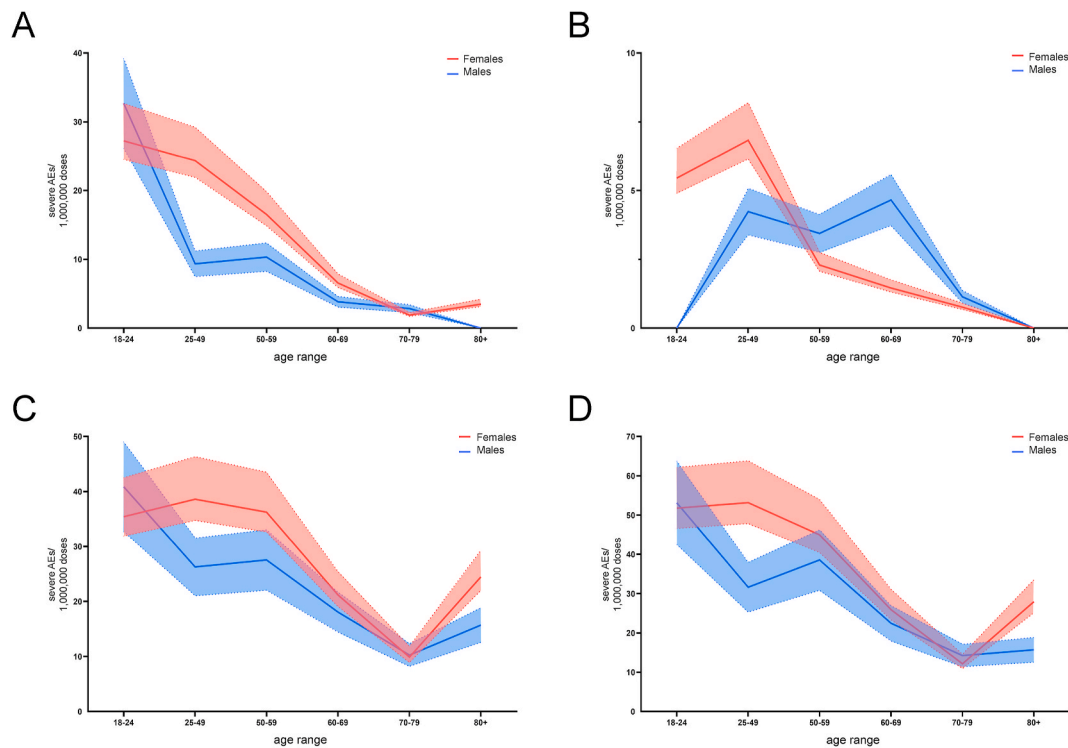 A
40
30
20
10
0
severe AEs/
1,000,000 doses
Females
Males
18-24
25-49
50-59
60-69
70-79
80+
age range
B
10
5
0
severe AEs/
1,000,000 doses
Females
Males
18-24
25-49
50-59
60-69
70-79
80+
age range
C
50
40
30
20
10
0
severe AEs/
1,000,000 doses
Females
Males
18-24
25-49
50-59
60-69
70-79
80+
age range
D
70
60
50
40
30
20
10
0
severe AEs/
1,000,000 doses
Females
Males
18-24
25-49
50-59
60-69
70-79
80+
age range